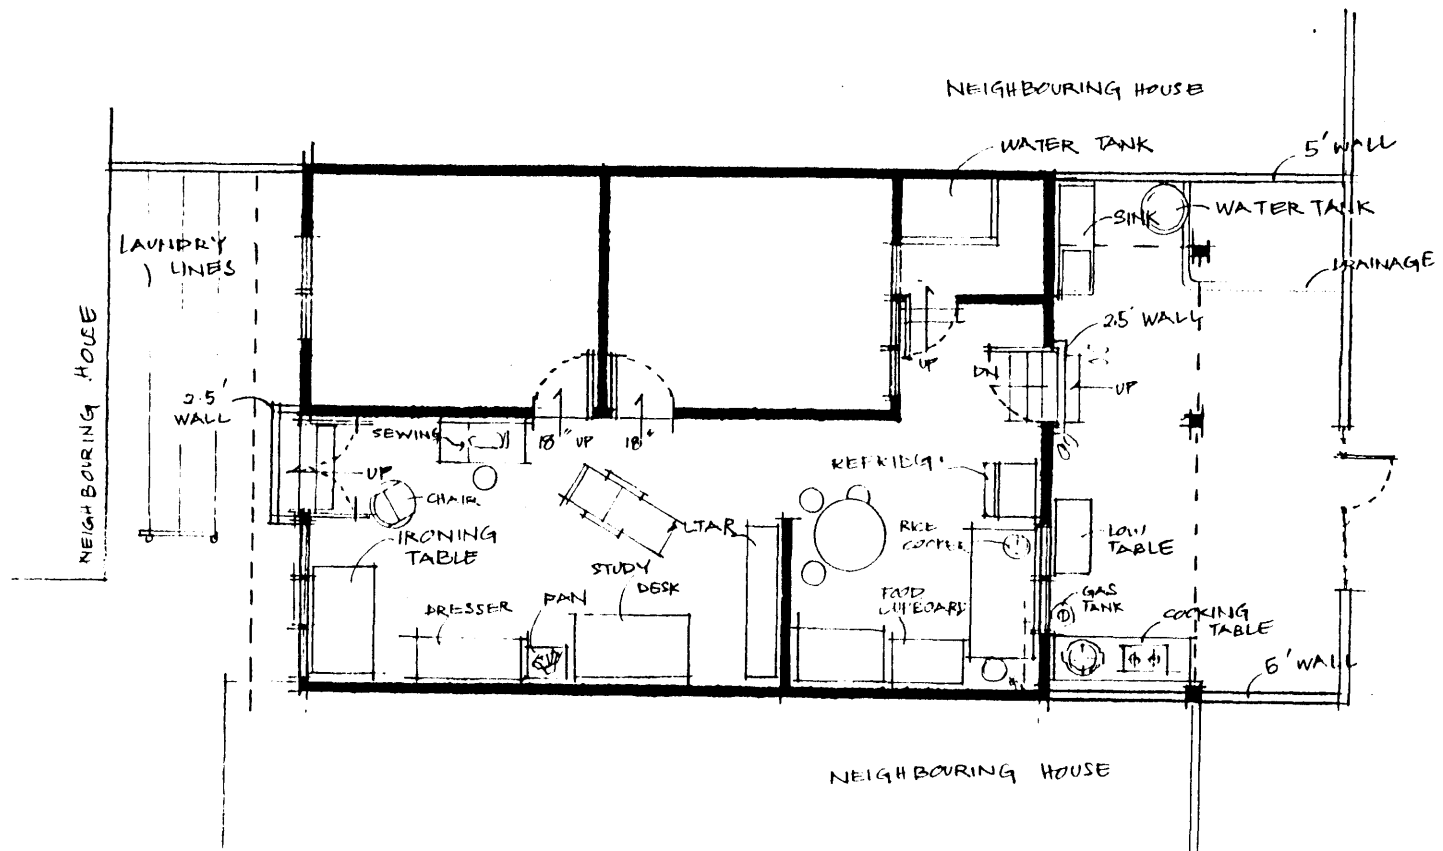 NEIGHBOURING HOUSE
WATER TANK
5' WALL
SINK
WATER TANK
DRAINAGE
LAUNDRY
LINES
2.5' WALL
UP
DN
UP
NEIGHBOURING HOUSE
2.5'
WALL
SEWING
18" UP
18"
UP
CHAIR
REFRIDG.
IRONING
TABLE
ALTAR
RICE
COOKER
LOW
TABLE
STUDY
DESK
DRESSER
FAN
FOOD
CUPBOARD
GAS
TANK
COOKING
TABLE
5' WALL
NEIGHBOURING HOUSE